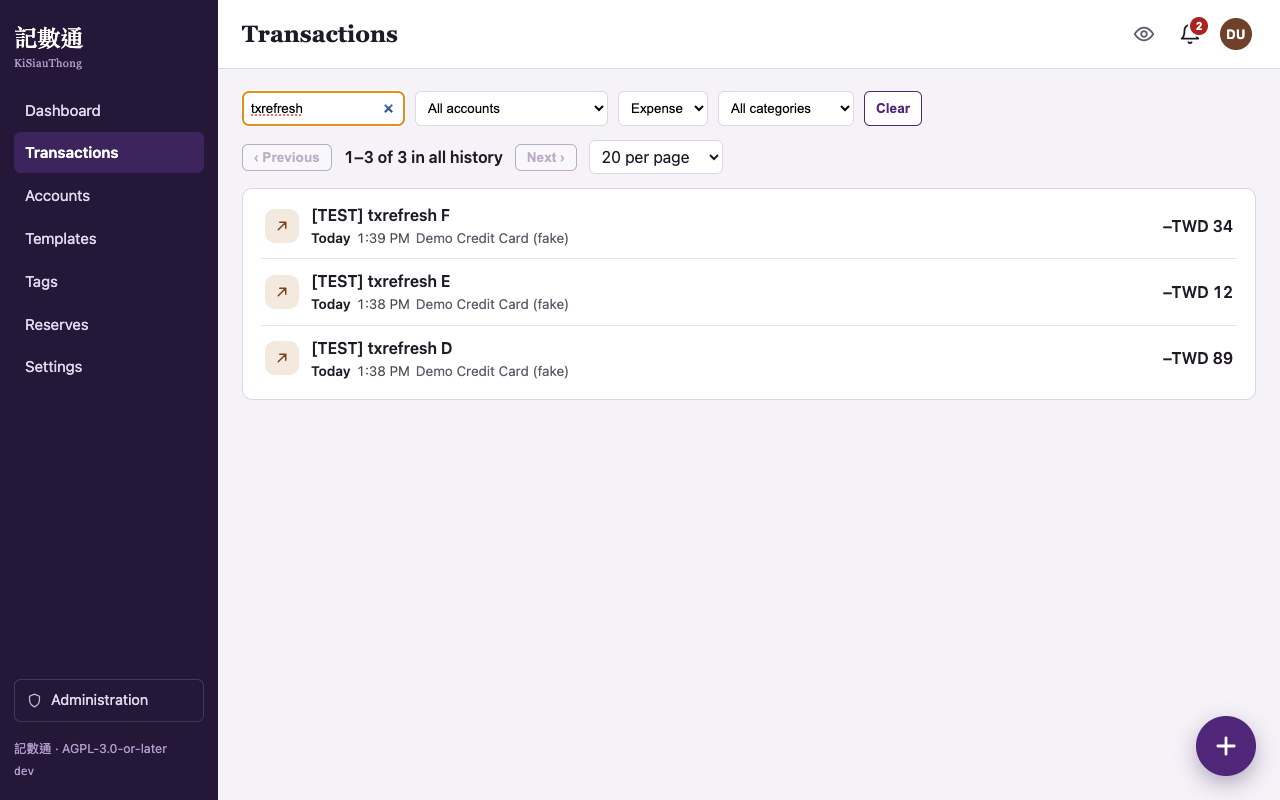 記數通
KiSiauThong
Dashboard
Transactions
Accounts
Templates
Tags
Reserves
Settings
Administration
記數通 · AGPL-3.0-or-later
dev
Transactions
2
DU
txrefresh
All accounts
Expense
All categories
Clear
‹ Previous
1–3 of 3 in all history
Next ›
20 per page
[TEST] txrefresh F
Today 1:39 PM Demo Credit Card (fake)
–TWD 34
[TEST] txrefresh E
Today 1:38 PM Demo Credit Card (fake)
–TWD 12
[TEST] txrefresh D
Today 1:38 PM Demo Credit Card (fake)
–TWD 89